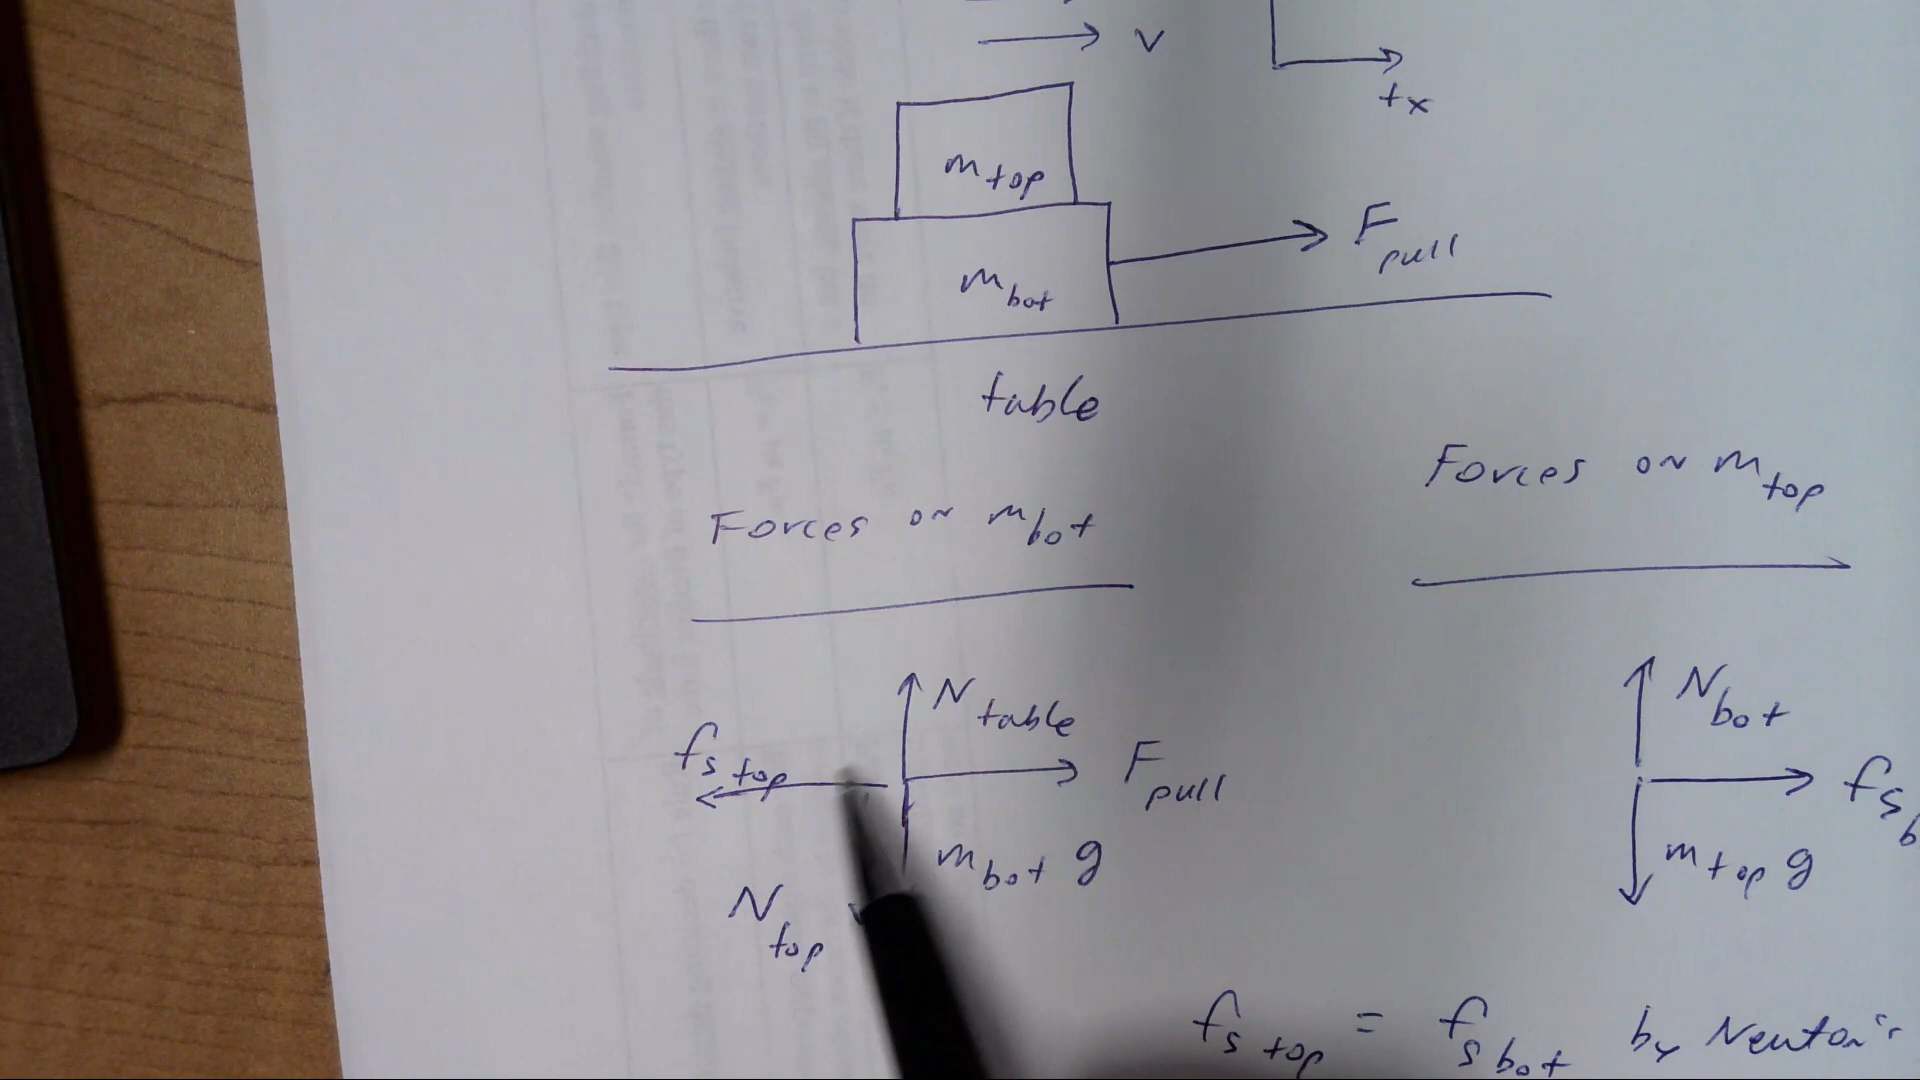 v
+x
m top
m bot
F pull
table
Forces on m top
Forces on m bot
N table
N bot
f s top
F pull
f s b
m bot g
m top g
N top
f s top = f s bot by Newton's